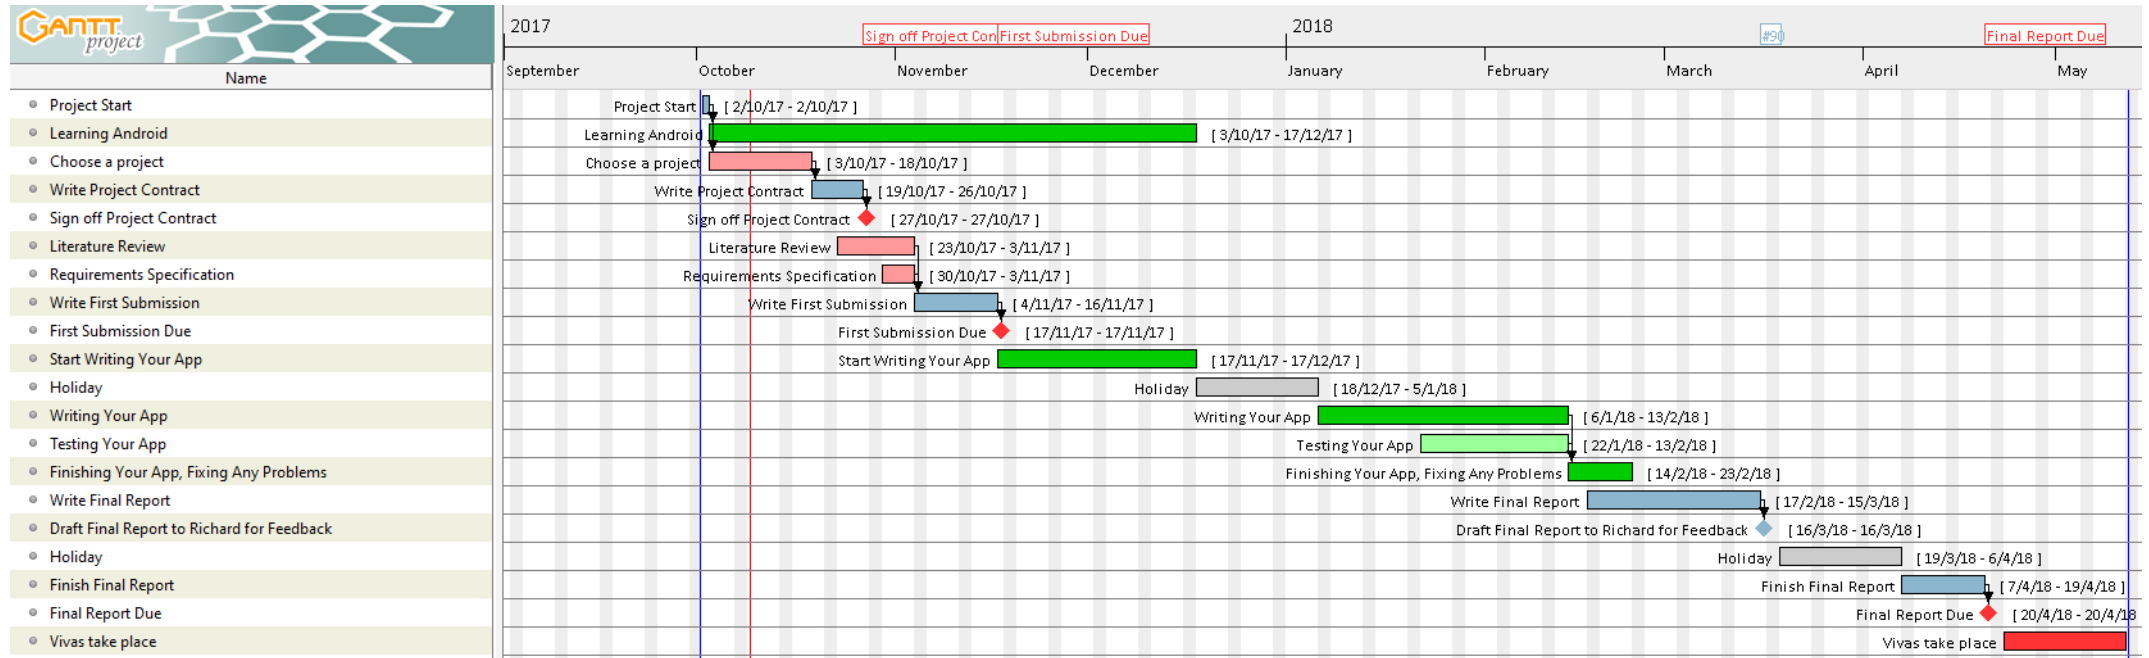 GANTT
project
2017
2018
Sign off Project Con
First Submission Due
#90
Final Report Due
Name
September
October
November
December
January
February
March
April
May
Project Start
Project Start
[ 2/10/17 - 2/10/17 ]
Learning Android
Learning Android
[ 3/10/17 - 17/12/17 ]
Choose a project
Choose a project
[ 3/10/17 - 18/10/17 ]
Write Project Contract
Write Project Contract
[ 19/10/17 - 26/10/17 ]
Sign off Project Contract
Sign off Project Contract
[ 27/10/17 - 27/10/17 ]
Literature Review
Literature Review
[ 23/10/17 - 3/11/17 ]
Requirements Specification
Requirements Specification
[ 30/10/17 - 3/11/17 ]
Write First Submission
Write First Submission
[ 4/11/17 - 16/11/17 ]
First Submission Due
First Submission Due
[ 17/11/17 - 17/11/17 ]
Start Writing Your App
Start Writing Your App
[ 17/11/17 - 17/12/17 ]
Holiday
Holiday
[ 18/12/17 - 5/1/18 ]
Writing Your App
Writing Your App
[ 6/1/18 - 13/2/18 ]
Testing Your App
Testing Your App
[ 22/1/18 - 13/2/18 ]
Finishing Your App, Fixing Any Problems
Finishing Your App, Fixing Any Problems
[ 14/2/18 - 23/2/18 ]
Write Final Report
Write Final Report
[ 17/2/18 - 15/3/18 ]
Draft Final Report to Richard for Feedback
Draft Final Report to Richard for Feedback
[ 16/3/18 - 16/3/18 ]
Holiday
Holiday
[ 19/3/18 - 6/4/18 ]
Finish Final Report
Finish Final Report
[ 7/4/18 - 19/4/18 ]
Final Report Due
Final Report Due
[ 20/4/18 - 20/4/18
Vivas take place
Vivas take place